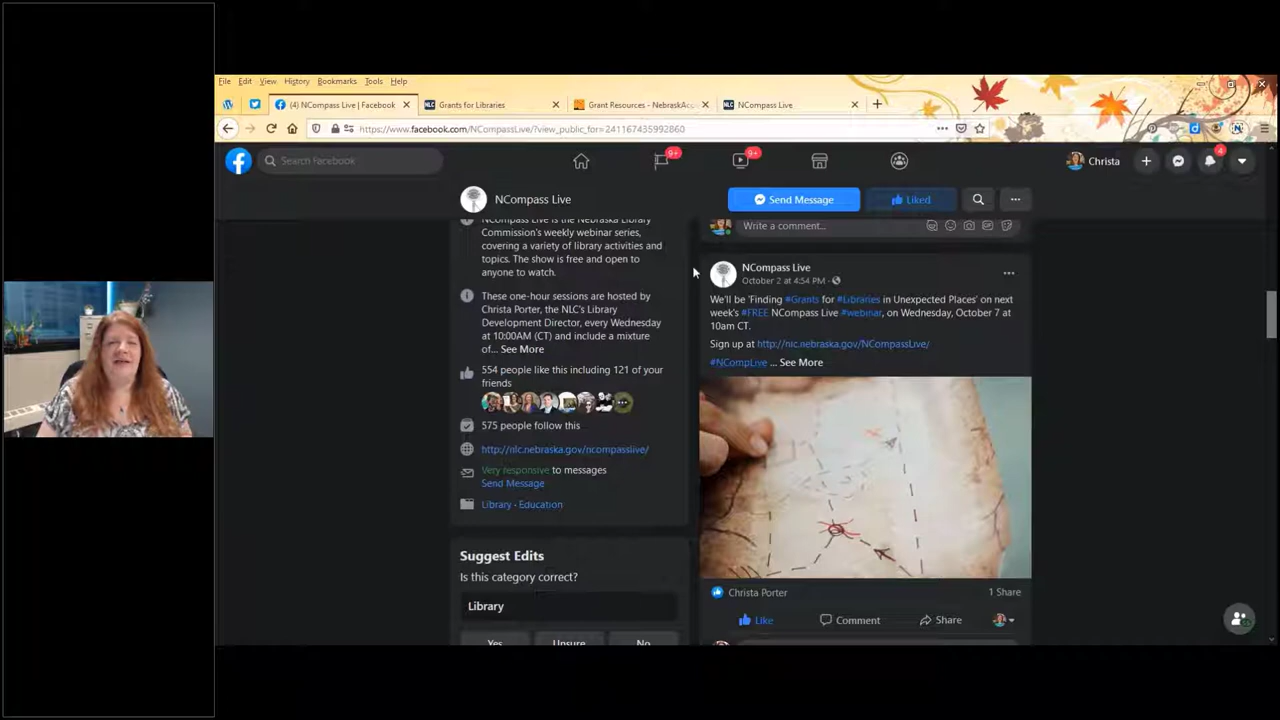 File Edit View History Bookmarks Tools Help
(4) NCompass Live | Facebook
NLC Grants for Libraries
Grant Resources - NebraskAcc
NLC NCompass Live
https://www.facebook.com/NCompassLive/?view_public_for=241167435992860
Search Facebook
9+
9+
Christa
4
NCompass Live
Send Message
Liked
NCompass Live is the Nebraska Library
Commission's weekly webinar series,
covering a variety of library activities and
topics. The show is free and open to
anyone to watch.
These one-hour sessions are hosted by
Christa Porter, the NLC's Library
Development Director, every Wednesday
at 10:00AM (CT) and include a mixture
of... See More
554 people like this including 121 of your
friends
575 people follow this
http://nlc.nebraska.gov/ncompasslive/
Very responsive to messages
Send Message
Library · Education
Suggest Edits
Is this category correct?
Library
Yes Unsure No
Write a comment...
NCompass Live
October 2 at 4:54 PM ·
We'll be 'Finding #Grants for #Libraries in Unexpected Places' on next
week's #FREE NCompass Live #webinar, on Wednesday, October 7 at
10am CT.
Sign up at http://nlc.nebraska.gov/NCompassLive/
#NCompLive ... See More
Christa Porter
1 Share
Like Comment Share